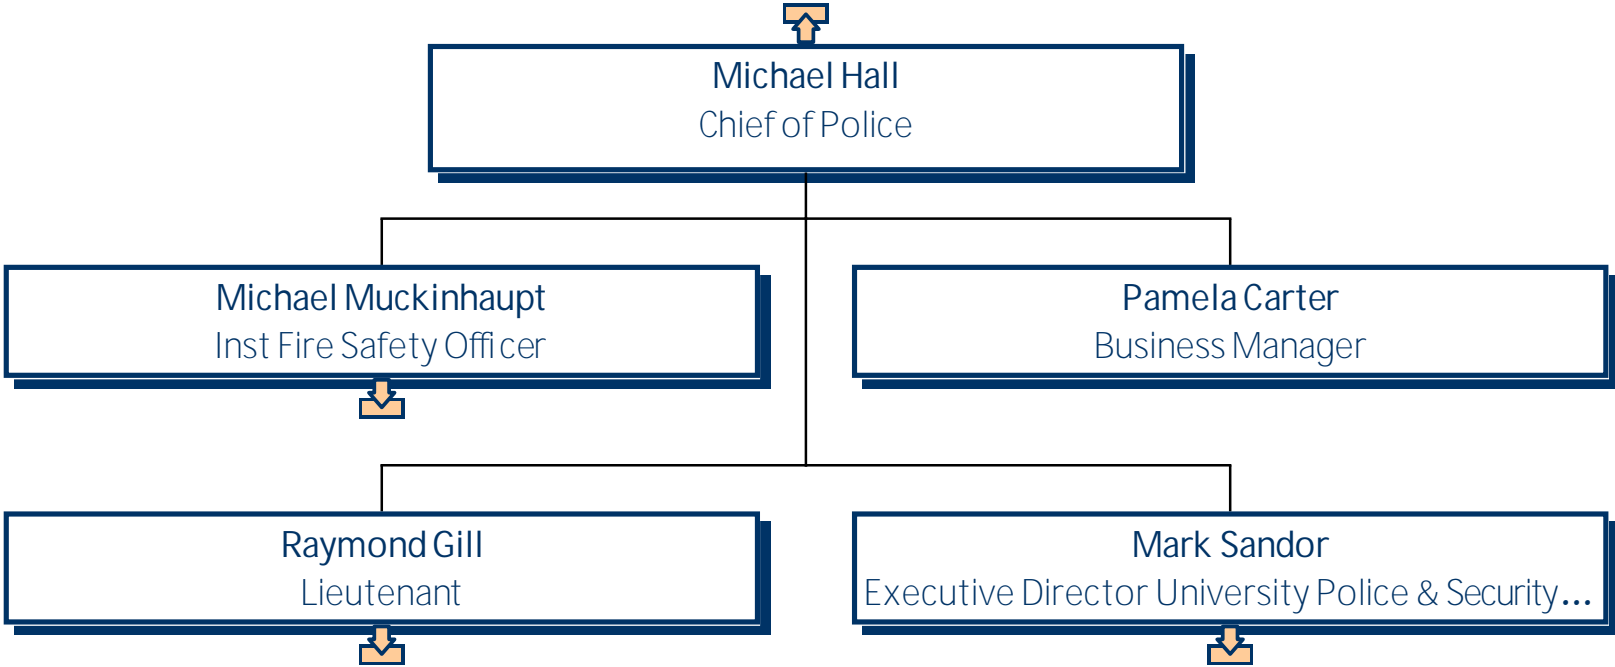 Michael Hall
Chief of Police
Michael Muckinhaupt
Inst Fire Safety Officer
Pamela Carter
Business Manager
Raymond Gill
Lieutenant
Mark Sandor
Executive Director University Police & Security...